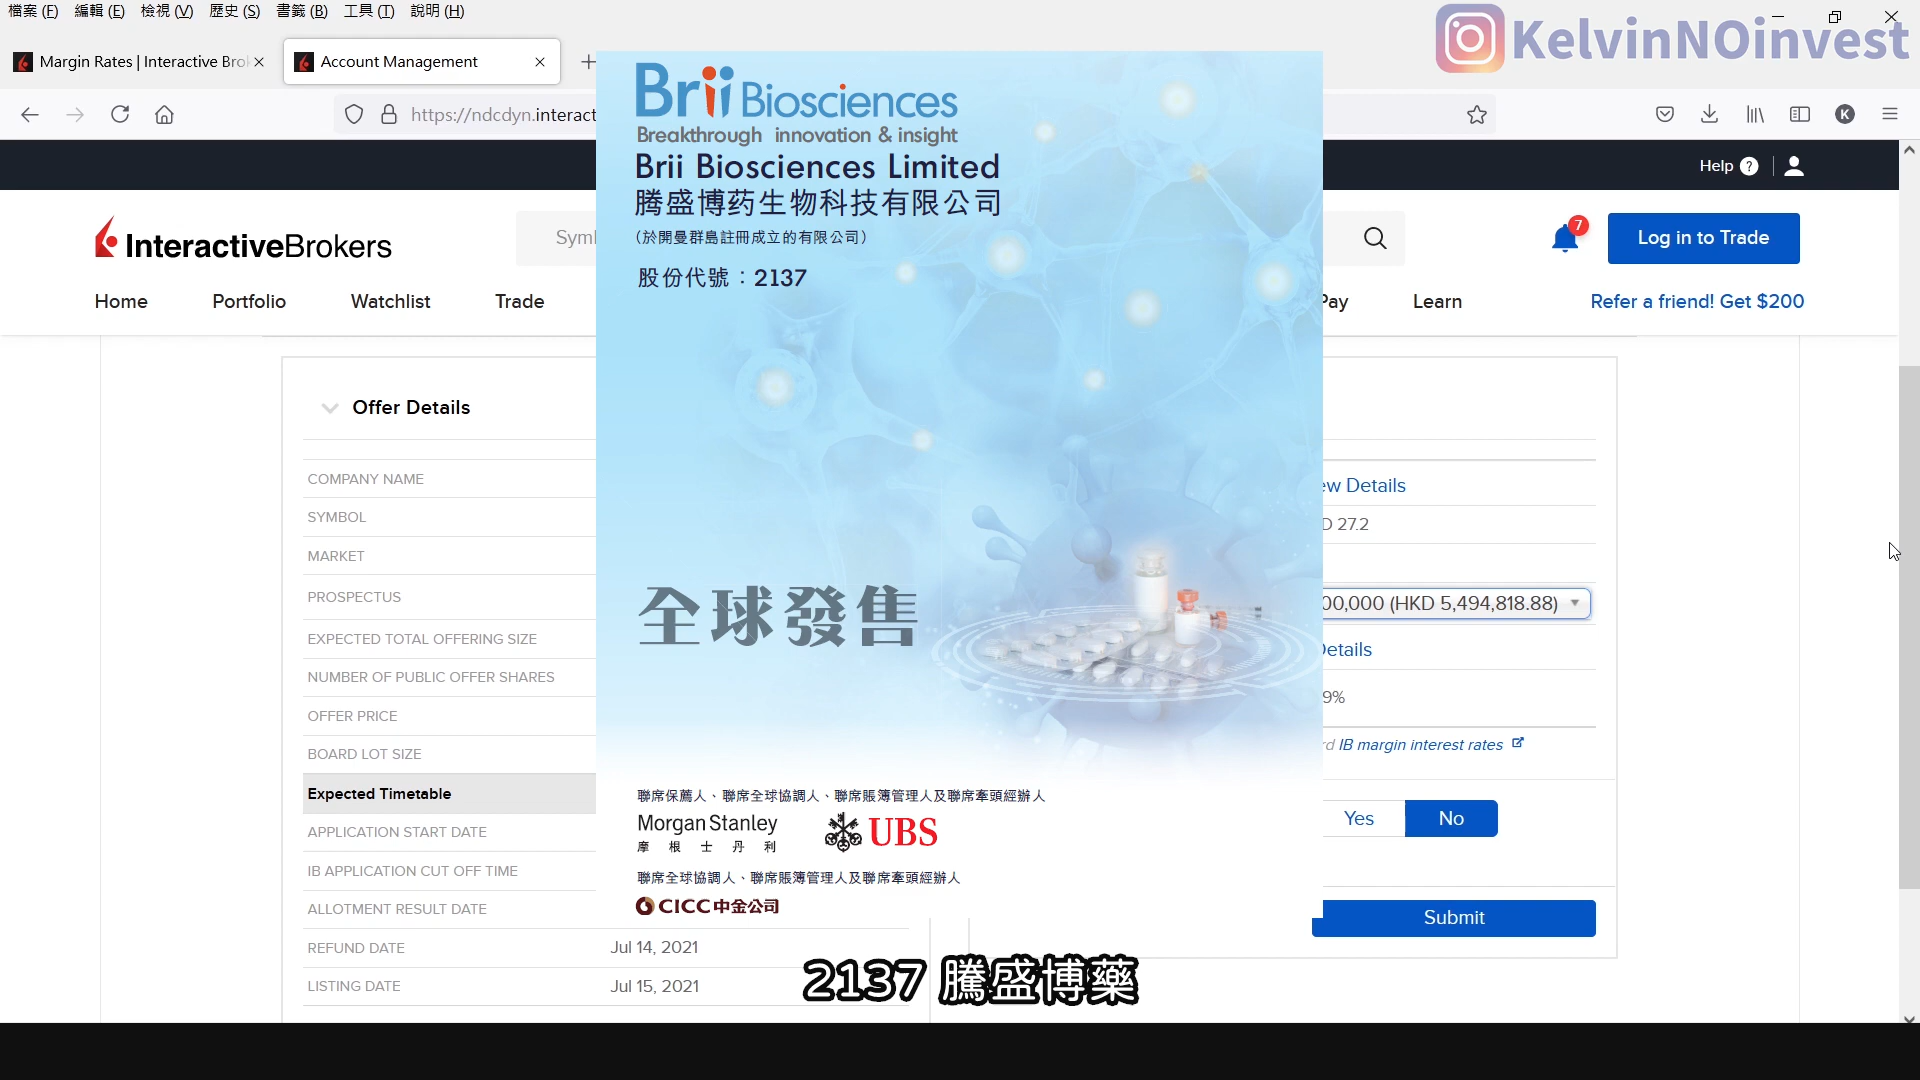 檔案 (F) 編輯 (E) 檢視 (V) 歷史 (S) 書籤 (B) 工具 (T) 說明 (H)
KelvinNOinvest
Margin Rates | Interactive Bro
Account Management
https://ndcdyn.interact
K
Help ?
InteractiveBrokers
Symb
7
Log in to Trade
Home Portfolio Watchlist Trade
Pay Learn Refer a friend! Get $200
Brii Biosciences
Breakthrough innovation & insight
Brii Biosciences Limited
腾盛博药生物科技有限公司
(於開曼群島註冊成立的有限公司)
股份代號：2137
全球發售
聯席保薦人、聯席全球協調人、聯席賬簿管理人及聯席牽頭經辦人
Morgan Stanley
摩根士丹利
UBS
聯席全球協調人、聯席賬簿管理人及聯席牽頭經辦人
CICC中金公司
Offer Details
COMPANY NAME
SYMBOL
MARKET
PROSPECTUS
EXPECTED TOTAL OFFERING SIZE
NUMBER OF PUBLIC OFFER SHARES
OFFER PRICE
BOARD LOT SIZE
Expected Timetable
APPLICATION START DATE
IB APPLICATION CUT OFF TIME
ALLOTMENT RESULT DATE
REFUND DATE Jul 14, 2021
LISTING DATE Jul 15, 2021
ew Details
D 27.2
00,000 (HKD 5,494,818.88)
Details
9%
rd IB margin interest rates
Yes No
Submit
2137 騰盛博藥